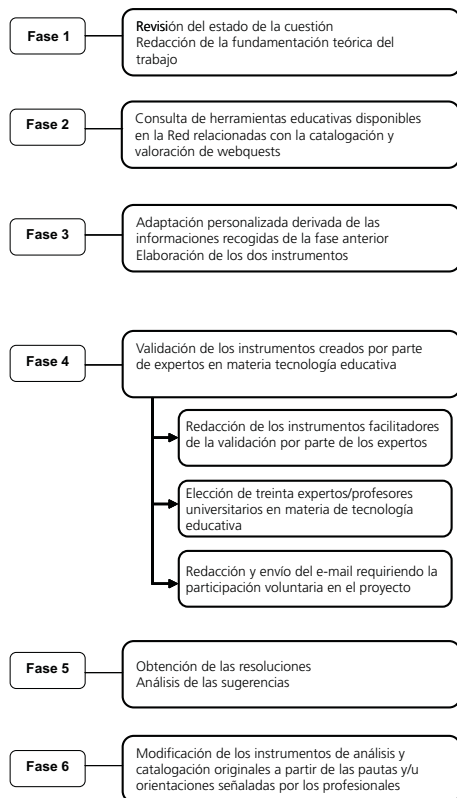 Fase 1
Revisión del estado de la cuestión
Redacción de la fundamentación teórica del
trabajo
Fase 2
Consulta de herramientas educativas disponibles
en la Red relacionadas con la catalogación y
valoración de webquests
Fase 3
Adaptación personalizada derivada de las
informaciones recogidas de la fase anterior
Elaboración de los dos instrumentos
Fase 4
Validación de los instrumentos creados por parte
de expertos en materia tecnología educativa
Redacción de los instrumentos facilitadores
de la validación por parte de los expertos
Elección de treinta expertos/profesores
universitarios en materia de tecnología
educativa
Redacción y envío del e-mail requiriendo la
participación voluntaria en el proyecto
Fase 5
Obtención de las resoluciones
Análisis de las sugerencias
Fase 6
Modificación de los instrumentos de análisis y
catalogación originales a partir de las pautas y/u
orientaciones señaladas por los profesionales